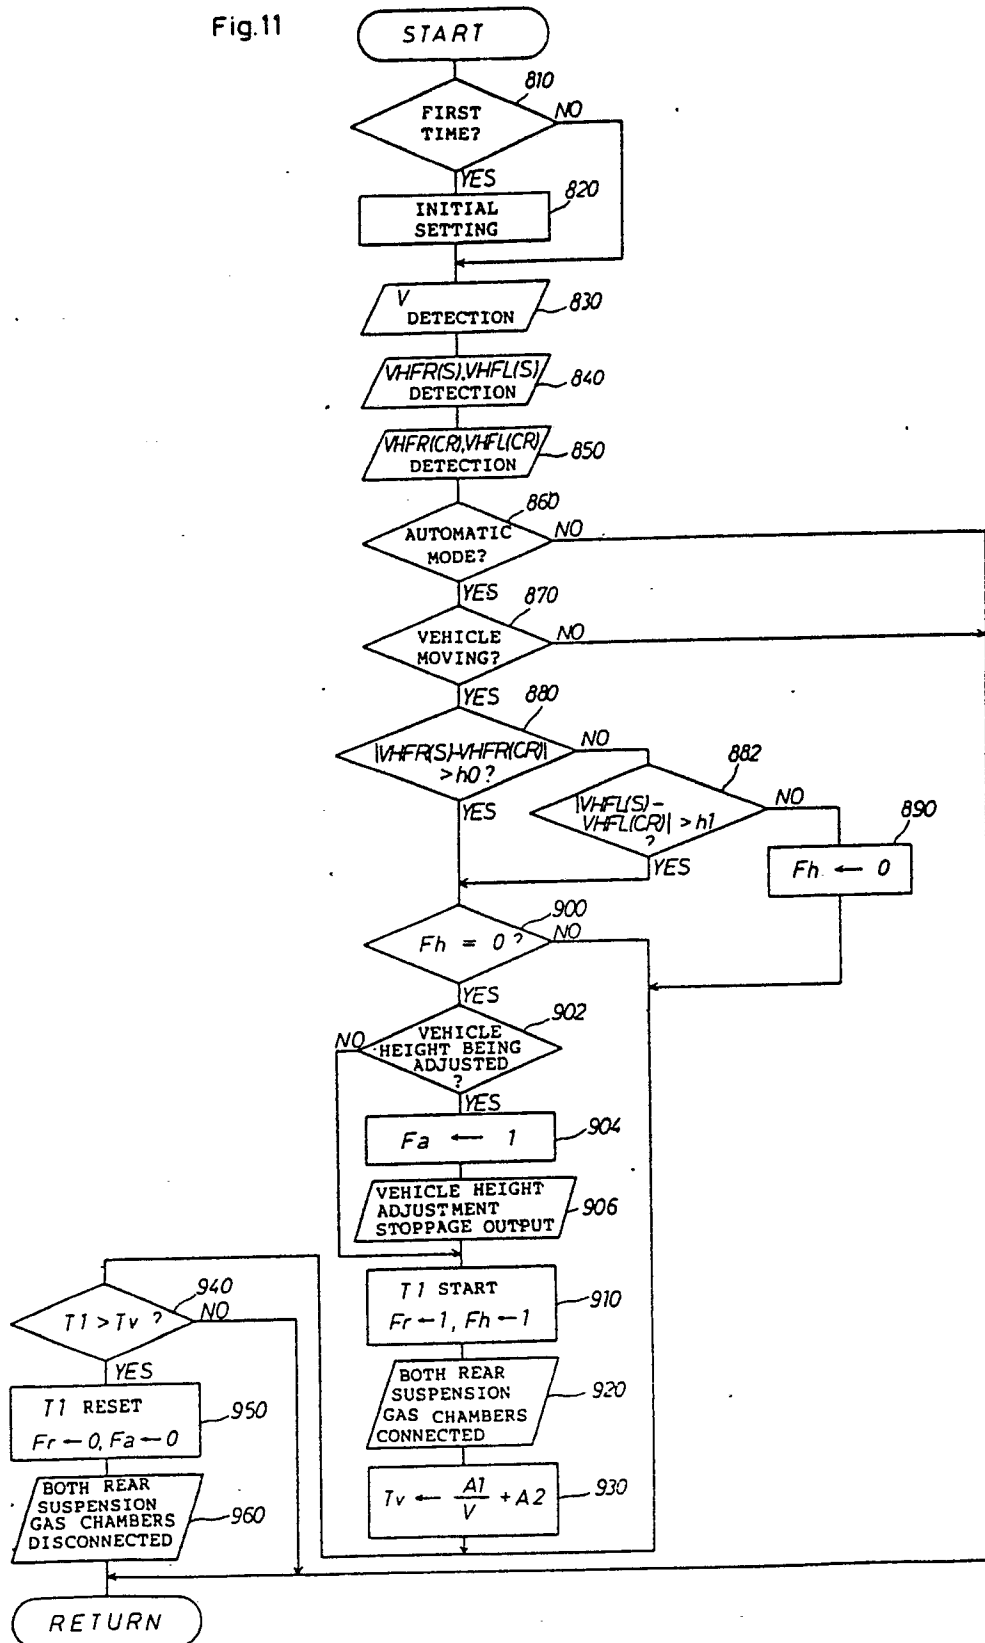 Fig.11
START
810
FIRST
TIME?
NO
YES
820
INITIAL
SETTING
V
DETECTION
830
VHFR(S),VHFL(S)
DETECTION
840
VHFR(CR),VHFL(CR)
DETECTION
850
860
AUTOMATIC
MODE?
NO
YES
870
VEHICLE
MOVING?
NO
YES
880
|VHFR(S)-VHFR(CR)|
>h0?
NO
YES
882
|VHFL(S)-
VHFL(CR)|>h1
?
NO
YES
890
Fh ← 0
900
Fh = 0?
NO
YES
902
VEHICLE
HEIGHT BEING
ADJUSTED
?
NO
YES
Fa ← 1
904
VEHICLE HEIGHT
ADJUSTMENT
STOPPAGE OUTPUT
906
T1 START
Fr←1, Fh←1
910
BOTH REAR
SUSPENSION
GAS CHAMBERS
CONNECTED
920
Tv ← A1/V + A2
930
940
T1>Tv ?
NO
YES
T1 RESET
Fr←0, Fa←0
950
BOTH REAR
SUSPENSION
GAS CHAMBERS
DISCONNECTED
960
RETURN